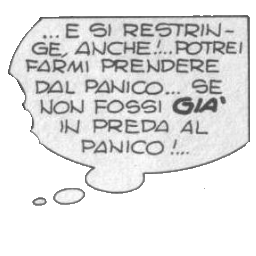 ...E SI RESTRIN-
GE, ANCHE!...POTREI
FARMI PRENDERE
DAL PANICO... SE
NON FOSSI GIA'
IN PREDA AL
PANICO!...